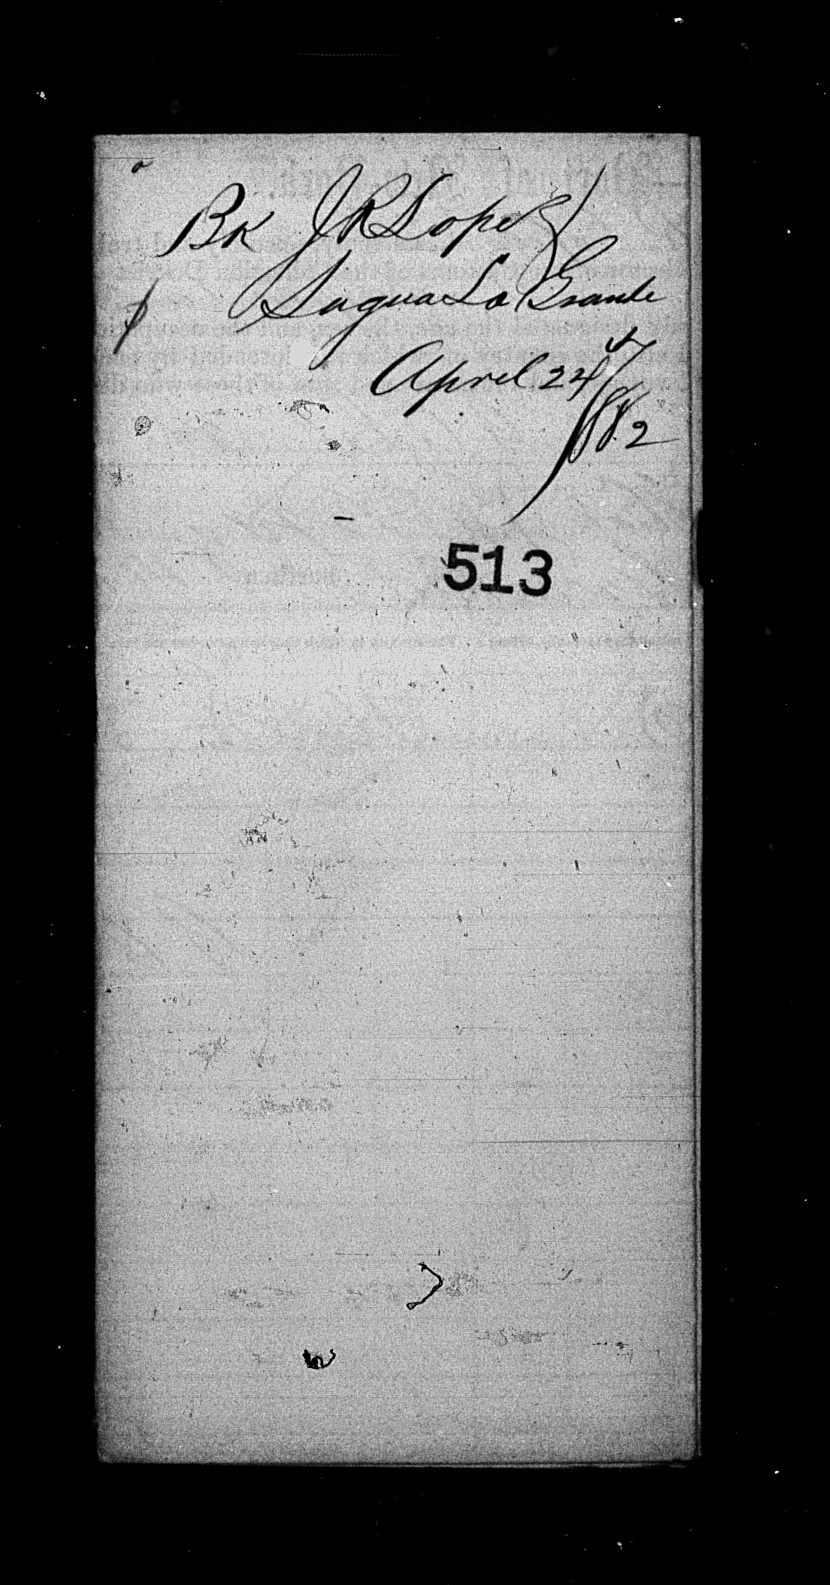 Bk J R Lopez
Sagua La Grande
April 24th/
1882
513